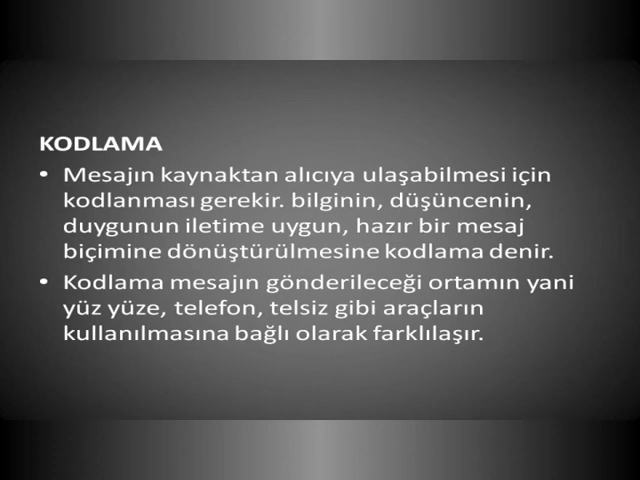 KODLAMA
• Mesajın kaynaktan alıcıya ulaşabilmesi için
kodlanması gerekir. bilginin, düşüncenin,
duygunun iletime uygun, hazır bir mesaj
biçimine dönüştürülmesine kodlama denir.
• Kodlama mesajın gönderileceği ortamın yani
yüz yüze, telefon, telsiz gibi araçların
kullanılmasına bağlı olarak farklılaşır.